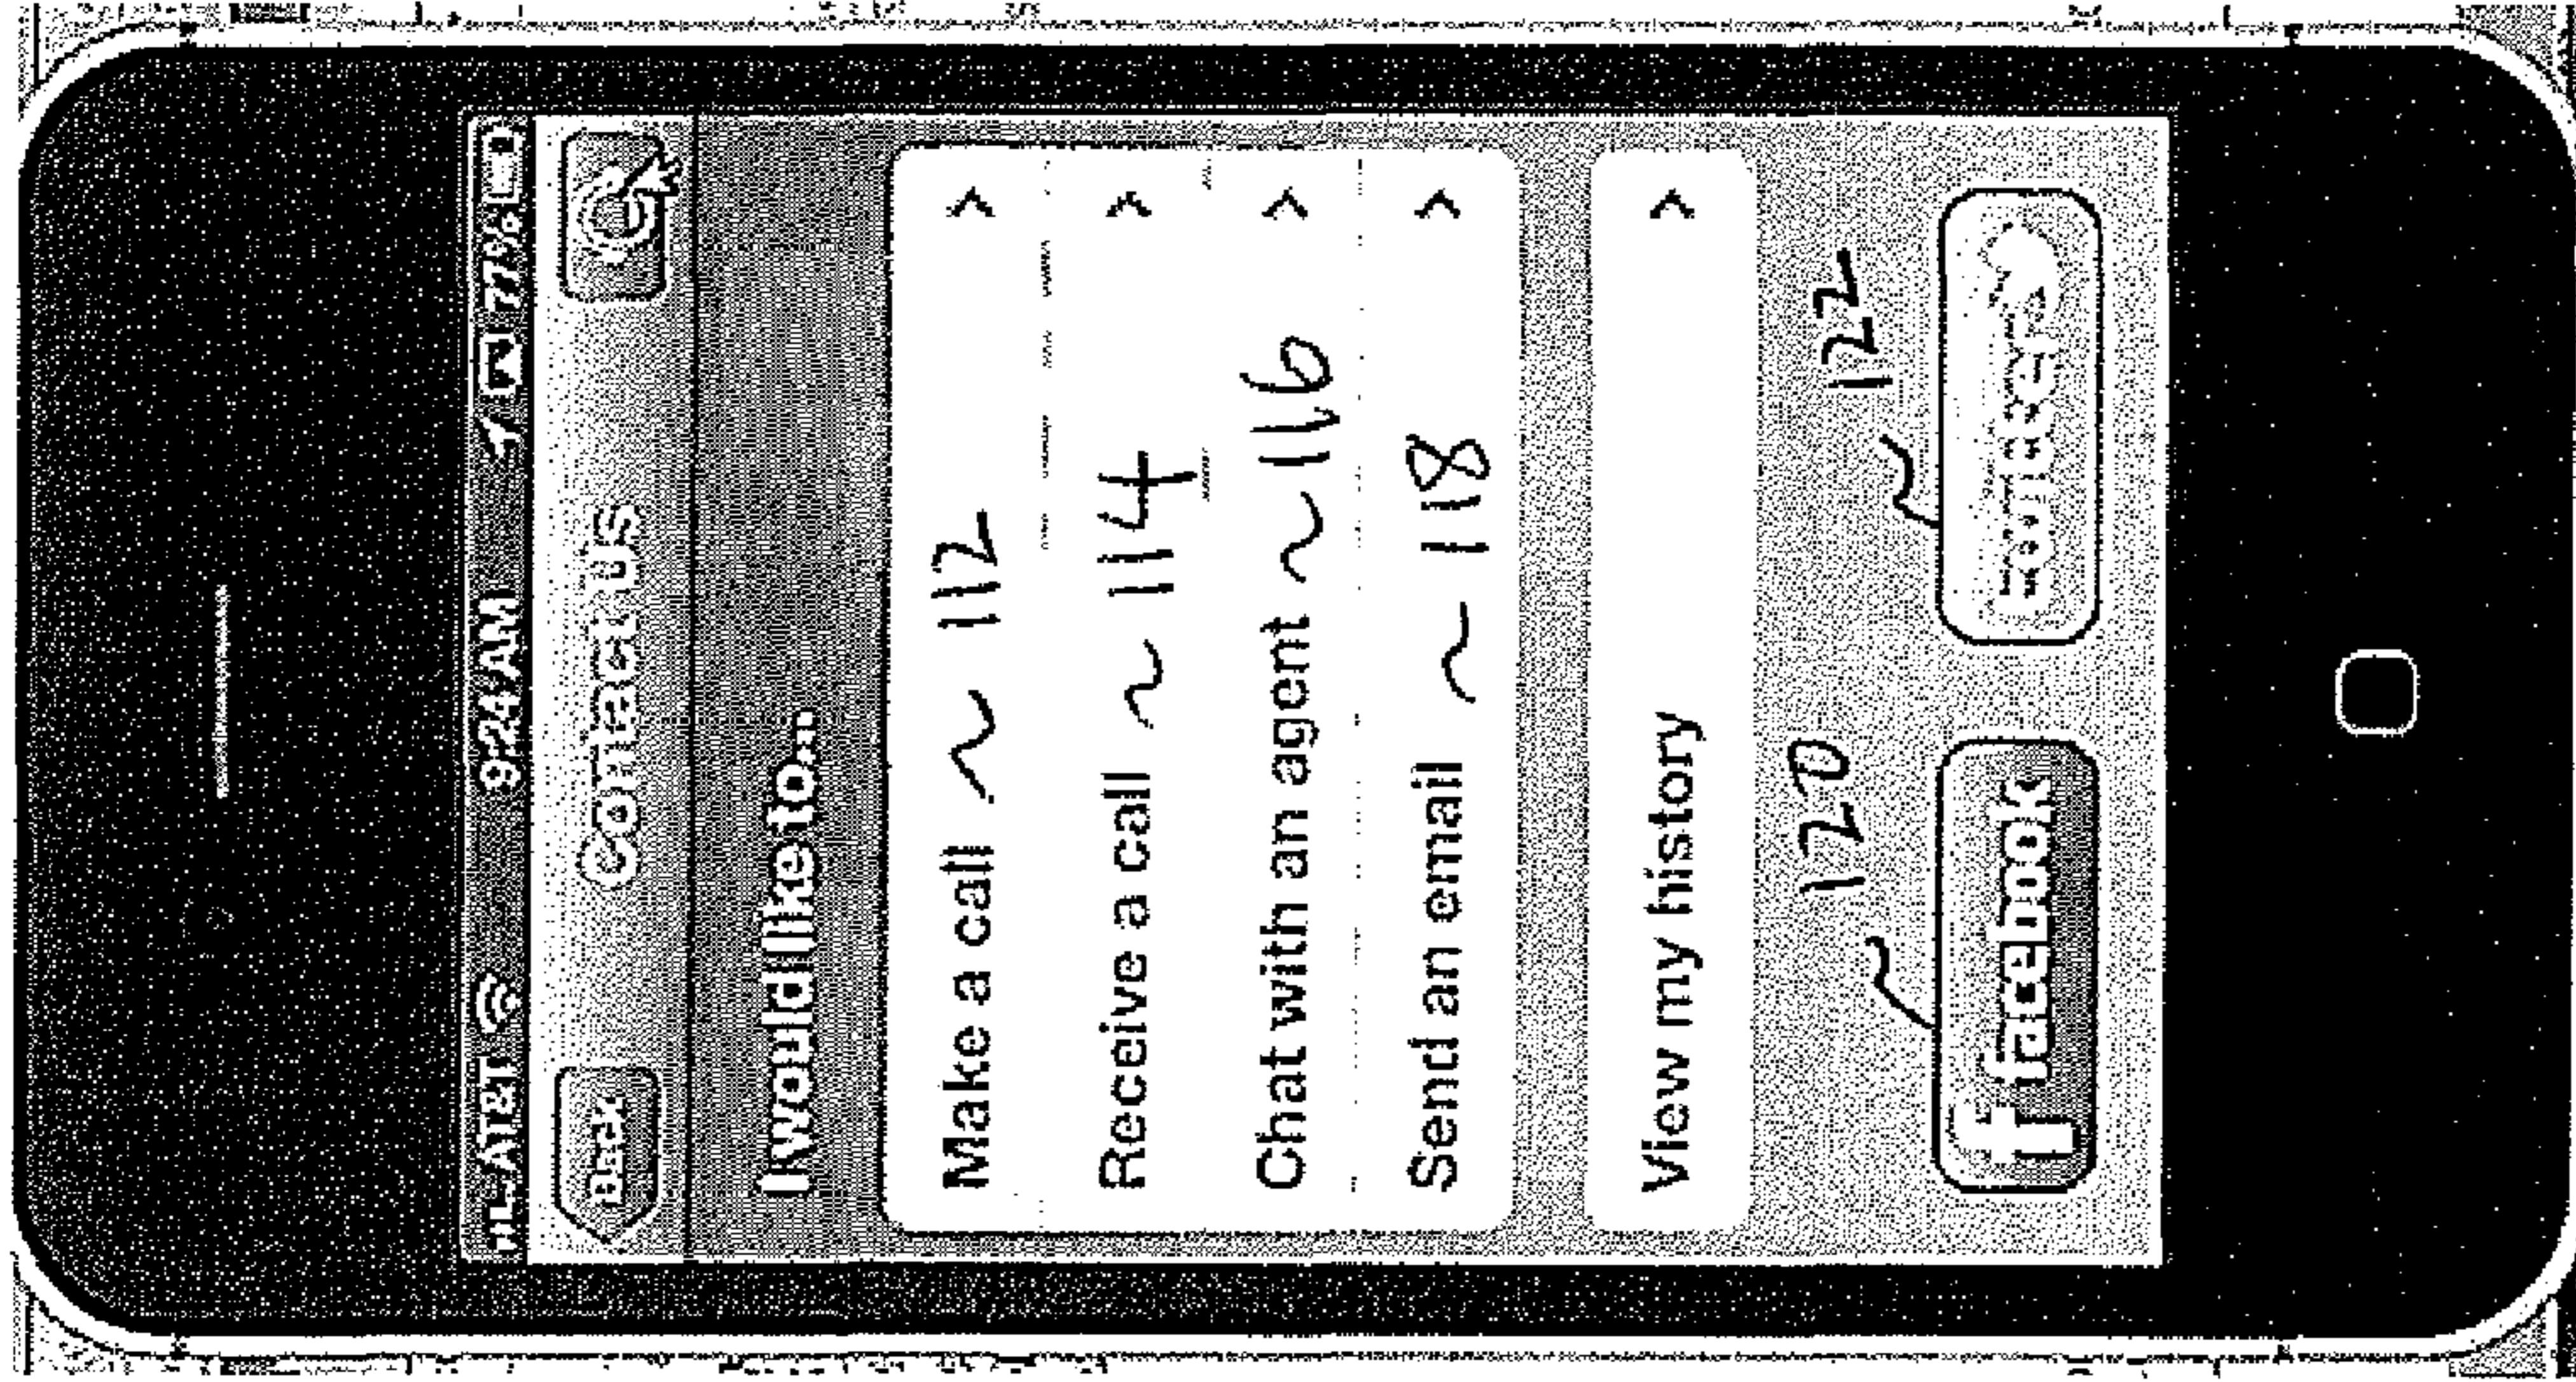 AT&T 9:24 AM 77%
Back Contact Us
I would like to...
Make a call ~ 112
Receive a call ~ 114
Chat with an agent ~ 116
Send an email ~ 118
View my history
120 122
f facebook twitter